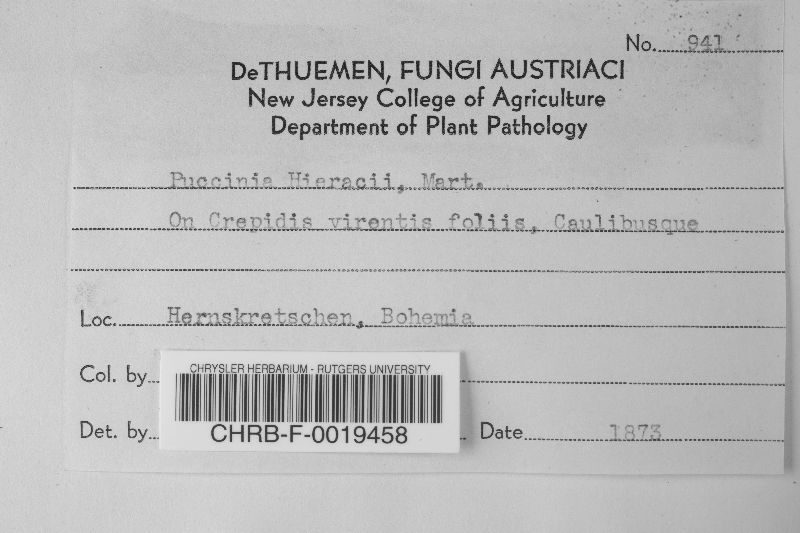 No. 941
DeTHUEMEN, FUNGI AUSTRIACI
New Jersey College of Agriculture
Department of Plant Pathology
Puccinia Hieracii, Mart.
On Crepidis virentis foliis, Caulibusque
Loc. Hernskretschen, Bohemia
Col. by
CHRYSLER HERBARIUM - RUTGERS UNIVERSITY
CHRB-F-0019458
Det. by
Date 1873